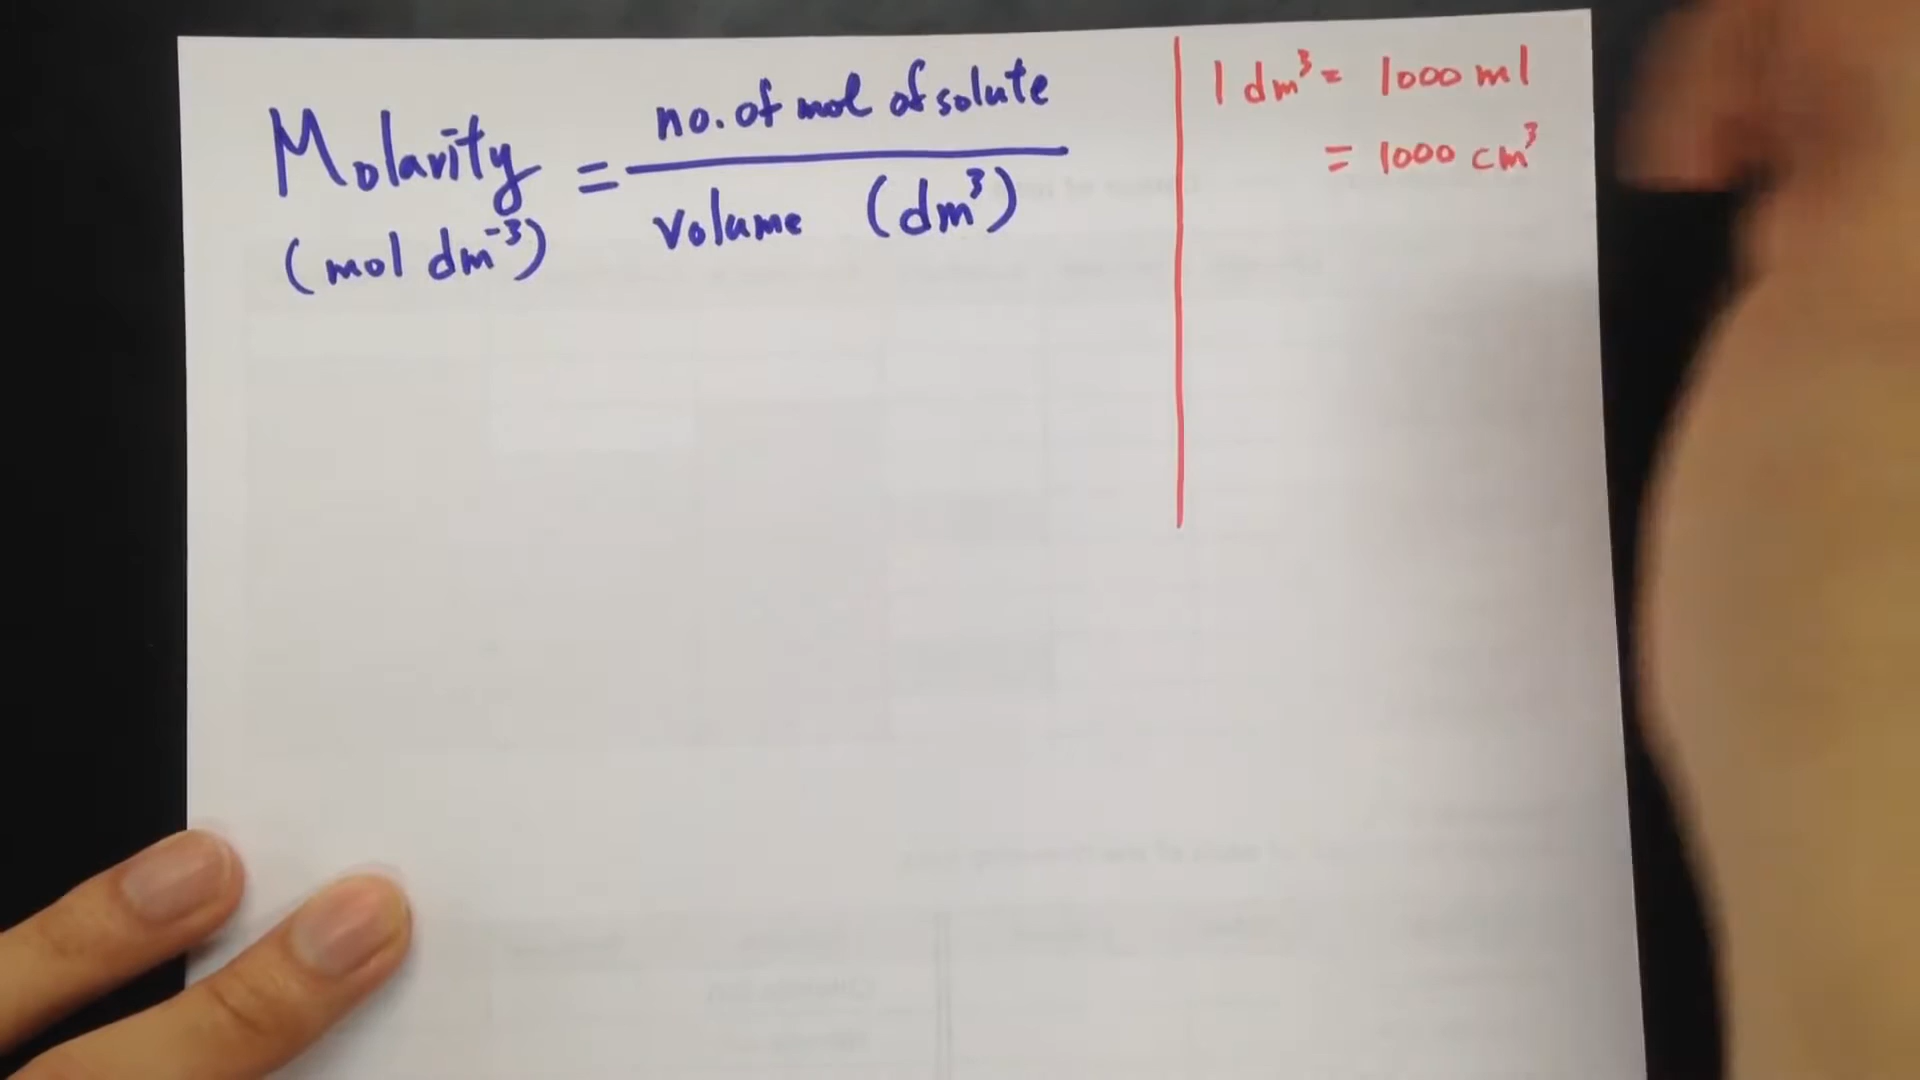 Molarity = no. of mol of solute / volume (dm³)
(mol dm⁻³)
1 dm³ = 1000 ml
= 1000 cm³